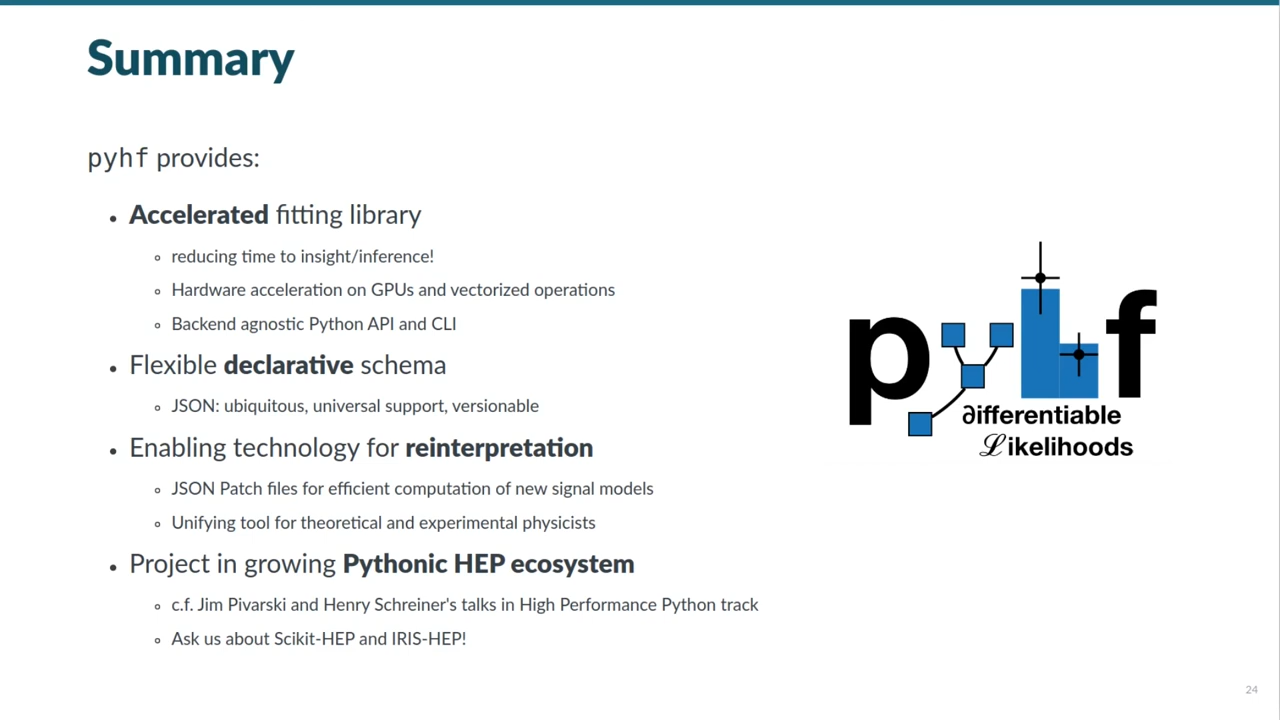 Summary
pyhf provides:
Accelerated fitting library
reducing time to insight/inference!
Hardware acceleration on GPUs and vectorized operations
Backend agnostic Python API and CLI
Flexible declarative schema
JSON: ubiquitous, universal support, versionable
Enabling technology for reinterpretation
JSON Patch files for efficient computation of new signal models
Unifying tool for theoretical and experimental physicists
Project in growing Pythonic HEP ecosystem
c.f. Jim Pivarski and Henry Schreiner's talks in High Performance Python track
Ask us about Scikit-HEP and IRIS-HEP!
pyhf
∂ifferentiable
ℒikelihoods
24